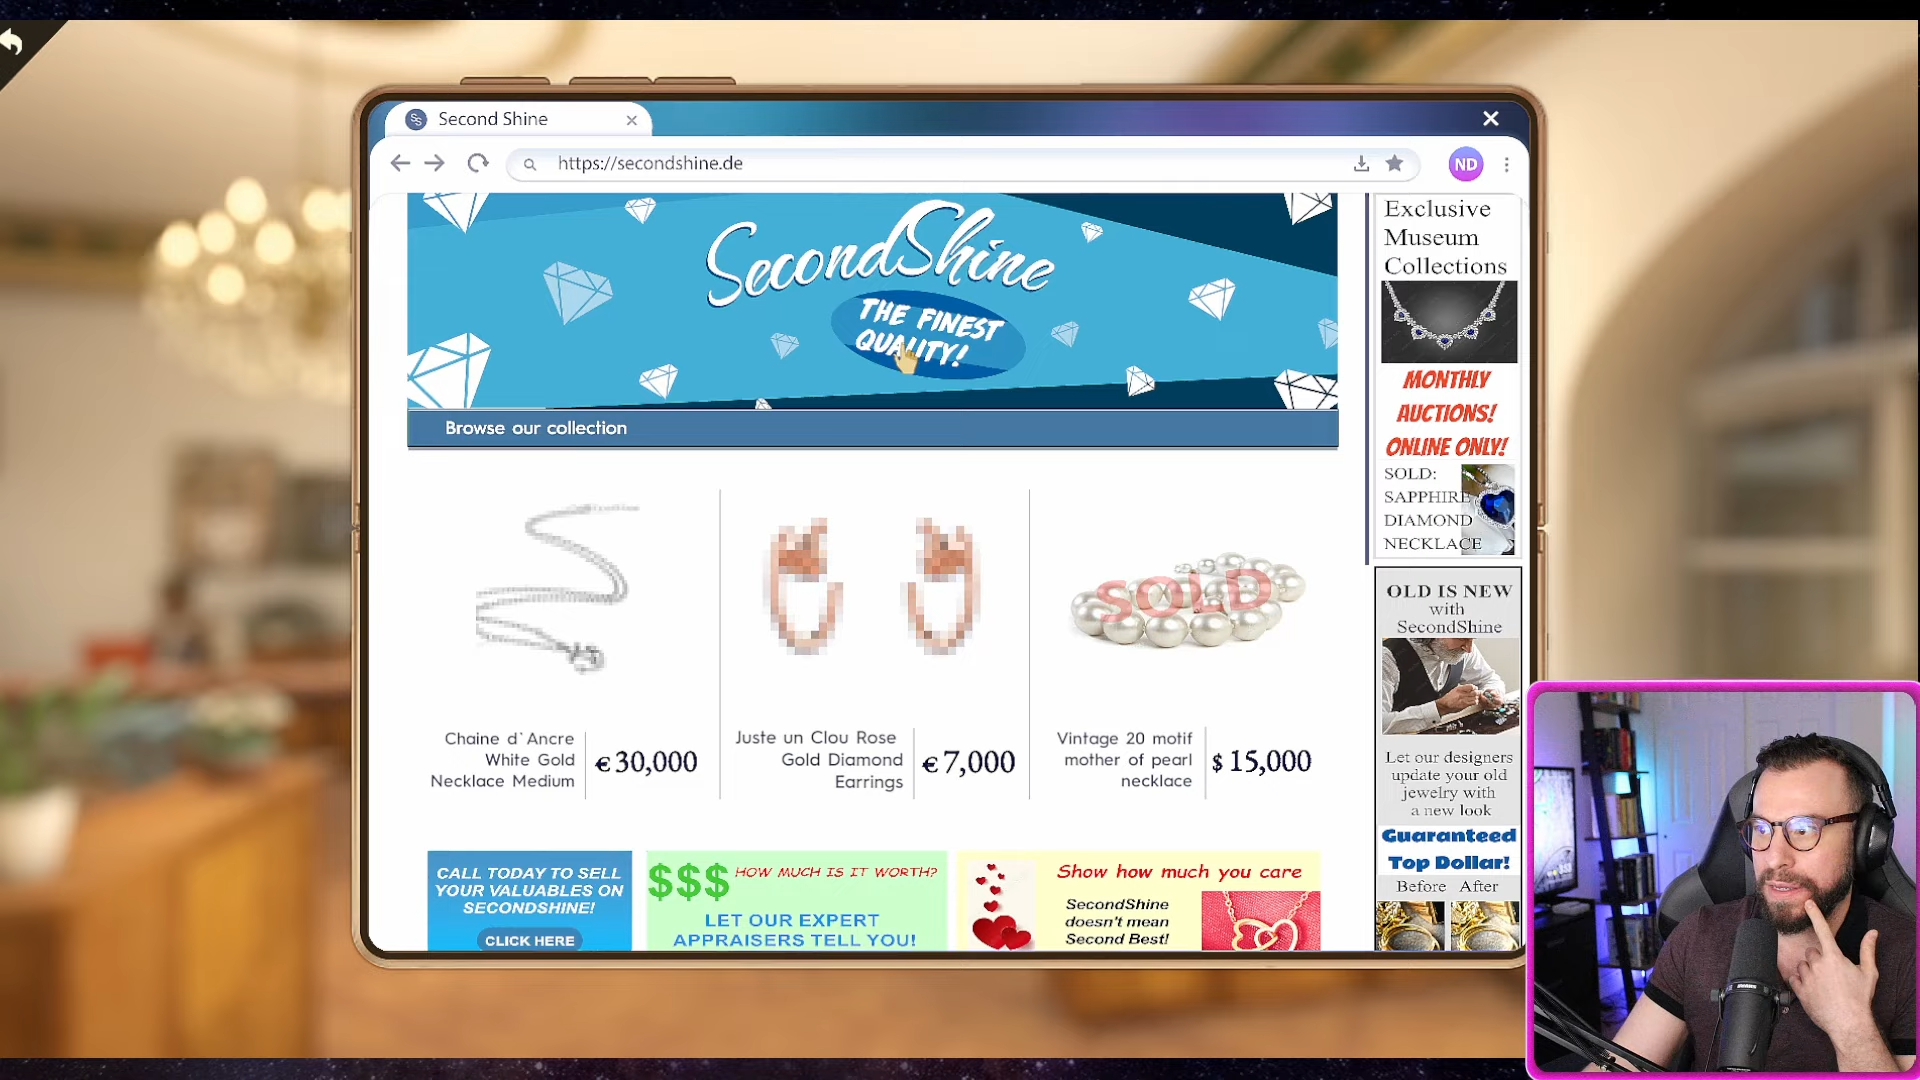 Second Shine
https://secondshine.de
ND
SecondShine
THE FINEST
QUALITY!
Browse our collection
SOLD
Chaine d'Ancre
White Gold
Necklace Medium
€30,000
Juste un Clou Rose
Gold Diamond
Earrings
€7,000
Vintage 20 motif
mother of pearl
necklace
$15,000
CALL TODAY TO SELL
YOUR VALUABLES ON
SECONDSHINE!
CLICK HERE
$$$ HOW MUCH IS IT WORTH?
LET OUR EXPERT
APPRAISERS TELL YOU!
Show how much you care
SecondShine
doesn't mean
Second Best!
Exclusive
Museum
Collections
MONTHLY
AUCTIONS!
ONLINE ONLY!
SOLD:
SAPPHIRE
DIAMOND
NECKLACE
OLD IS NEW
with
SecondShine
Let our designers
update your old
jewelry with
a new look
Guaranteed
Top Dollar!
Before After